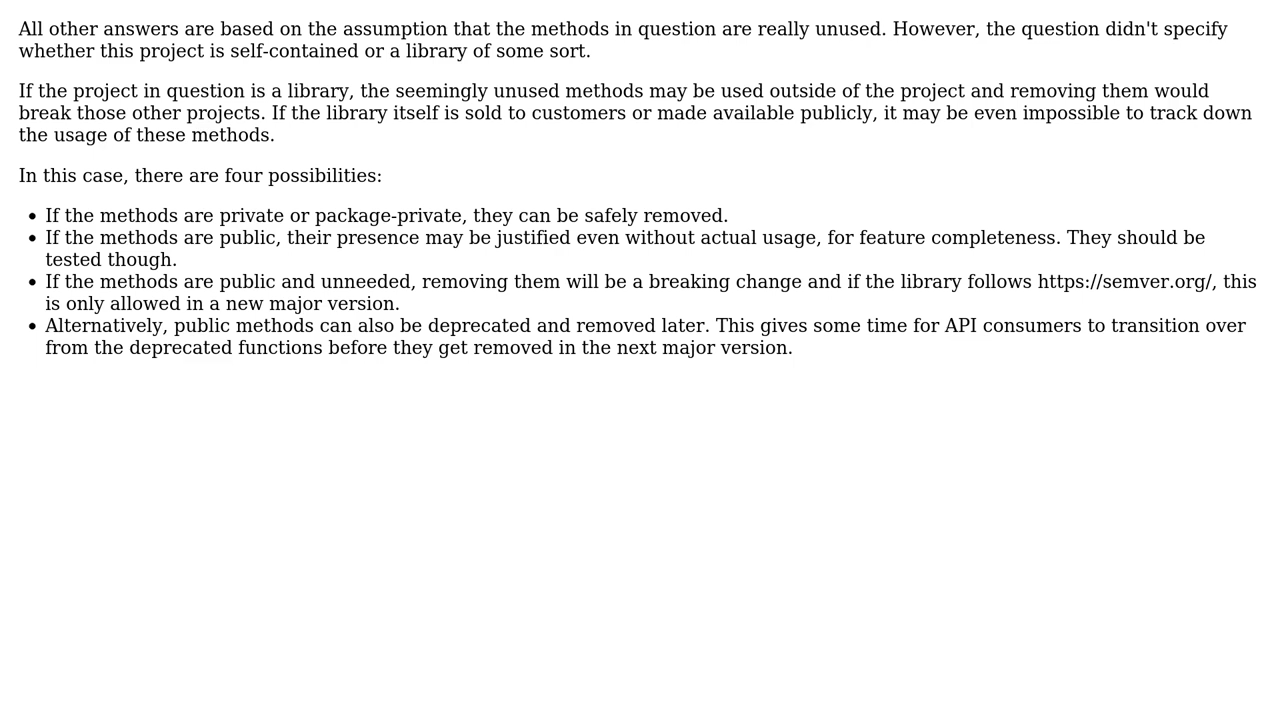 All other answers are based on the assumption that the methods in question are really unused. However, the question didn't specify
whether this project is self-contained or a library of some sort.
If the project in question is a library, the seemingly unused methods may be used outside of the project and removing them would
break those other projects. If the library itself is sold to customers or made available publicly, it may be even impossible to track down
the usage of these methods.
In this case, there are four possibilities:
• If the methods are private or package-private, they can be safely removed.
• If the methods are public, their presence may be justified even without actual usage, for feature completeness. They should be
tested though.
• If the methods are public and unneeded, removing them will be a breaking change and if the library follows https://semver.org/, this
is only allowed in a new major version.
• Alternatively, public methods can also be deprecated and removed later. This gives some time for API consumers to transition over
from the deprecated functions before they get removed in the next major version.